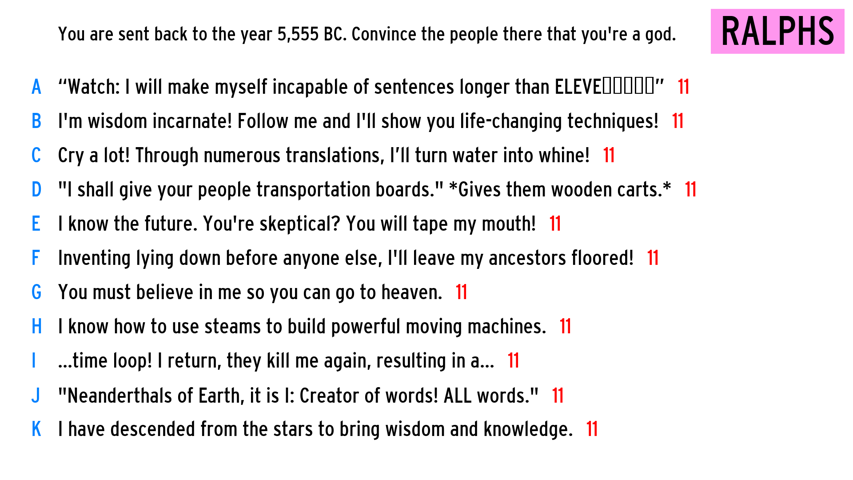 You are sent back to the year 5,555 BC. Convince the people there that you're a god.
RALPHS
A “Watch: I will make myself incapable of sentences longer than ELEVE▯▯▯▯▯” 11
B I'm wisdom incarnate! Follow me and I'll show you life-changing techniques! 11
C Cry a lot! Through numerous translations, I’ll turn water into whine! 11
D "I shall give your people transportation boards." *Gives them wooden carts.* 11
E I know the future. You're skeptical? You will tape my mouth! 11
F Inventing lying down before anyone else, I'll leave my ancestors floored! 11
G You must believe in me so you can go to heaven. 11
H I know how to use steams to build powerful moving machines. 11
I ...time loop! I return, they kill me again, resulting in a... 11
J "Neanderthals of Earth, it is I: Creator of words! ALL words." 11
K I have descended from the stars to bring wisdom and knowledge. 11